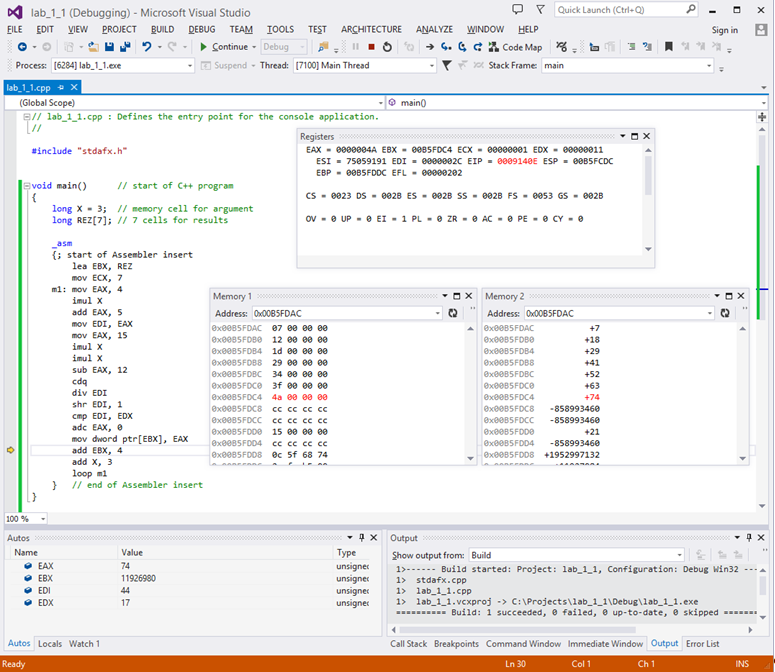 lab_1_1 (Debugging) - Microsoft Visual Studio
Quick Launch (Ctrl+Q)
FILE EDIT VIEW PROJECT BUILD DEBUG TEAM TOOLS TEST ARCHITECTURE ANALYZE WINDOW HELP Sign in
Continue Debug Code Map
Process: [6284] lab_1_1.exe Suspend Thread: [7100] Main Thread Stack Frame: main
lab_1_1.cpp
(Global Scope) main()
// lab_1_1.cpp : Defines the entry point for the console application.
//
#include "stdafx.h"
void main() // start of C++ program
{
long X = 3; // memory cell for argument
long REZ[7]; // 7 cells for results
_asm
{; start of Assembler insert
lea EBX, REZ
mov ECX, 7
m1: mov EAX, 4
imul X
add EAX, 5
mov EDI, EAX
mov EAX, 15
imul X
imul X
sub EAX, 12
cdq
div EDI
shr EDI, 1
cmp EDI, EDX
adc EAX, 0
mov dword ptr[EBX], EAX
add EBX, 4
add X, 3
loop m1
} // end of Assembler insert
}
100 %
Registers
EAX = 0000004A EBX = 00B5FDC4 ECX = 00000001 EDX = 00000011
ESI = 75059191 EDI = 0000002C EIP = 0009140E ESP = 00B5FCDC
EBP = 00B5FDDC EFL = 00000202
CS = 0023 DS = 002B ES = 002B SS = 002B FS = 0053 GS = 002B
OV = 0 UP = 0 EI = 1 PL = 0 ZR = 0 AC = 0 PE = 0 CY = 0
Memory 1
Address: 0x00B5FDAC
0x00B5FDAC 07 00 00 00
0x00B5FDB0 12 00 00 00
0x00B5FDB4 1d 00 00 00
0x00B5FDB8 29 00 00 00
0x00B5FDBC 34 00 00 00
0x00B5FDC0 3f 00 00 00
0x00B5FDC4 4a 00 00 00
0x00B5FDC8 cc cc cc cc
0x00B5FDCC cc cc cc cc
0x00B5FDD0 15 00 00 00
0x00B5FDD4 cc cc cc cc
0x00B5FDD8 0c 5f 68 74
Memory 2
Address: 0x00B5FDAC
0x00B5FDAC +7
0x00B5FDB0 +18
0x00B5FDB4 +29
0x00B5FDB8 +41
0x00B5FDBC +52
0x00B5FDC0 +63
0x00B5FDC4 +74
0x00B5FDC8 -858993460
0x00B5FDCC -858993460
0x00B5FDD0 +21
0x00B5FDD4 -858993460
0x00B5FDD8 +1952997132
Autos
Name Value Type
EAX 74 unsigned
EBX 11926980 unsigned
EDI 44 unsigned
EDX 17 unsigned
Autos Locals Watch 1
Output
Show output from: Build
1>------ Build started: Project: lab_1_1, Configuration: Debug Win32 ---
1> stdafx.cpp
1> lab_1_1.cpp
1> lab_1_1.vcxproj -> C:\Projects\lab_1_1\Debug\lab_1_1.exe
========== Build: 1 succeeded, 0 failed, 0 up-to-date, 0 skipped =======
Call Stack Breakpoints Command Window Immediate Window Output Error List
Ready Ln 30 Col 1 Ch 1 INS